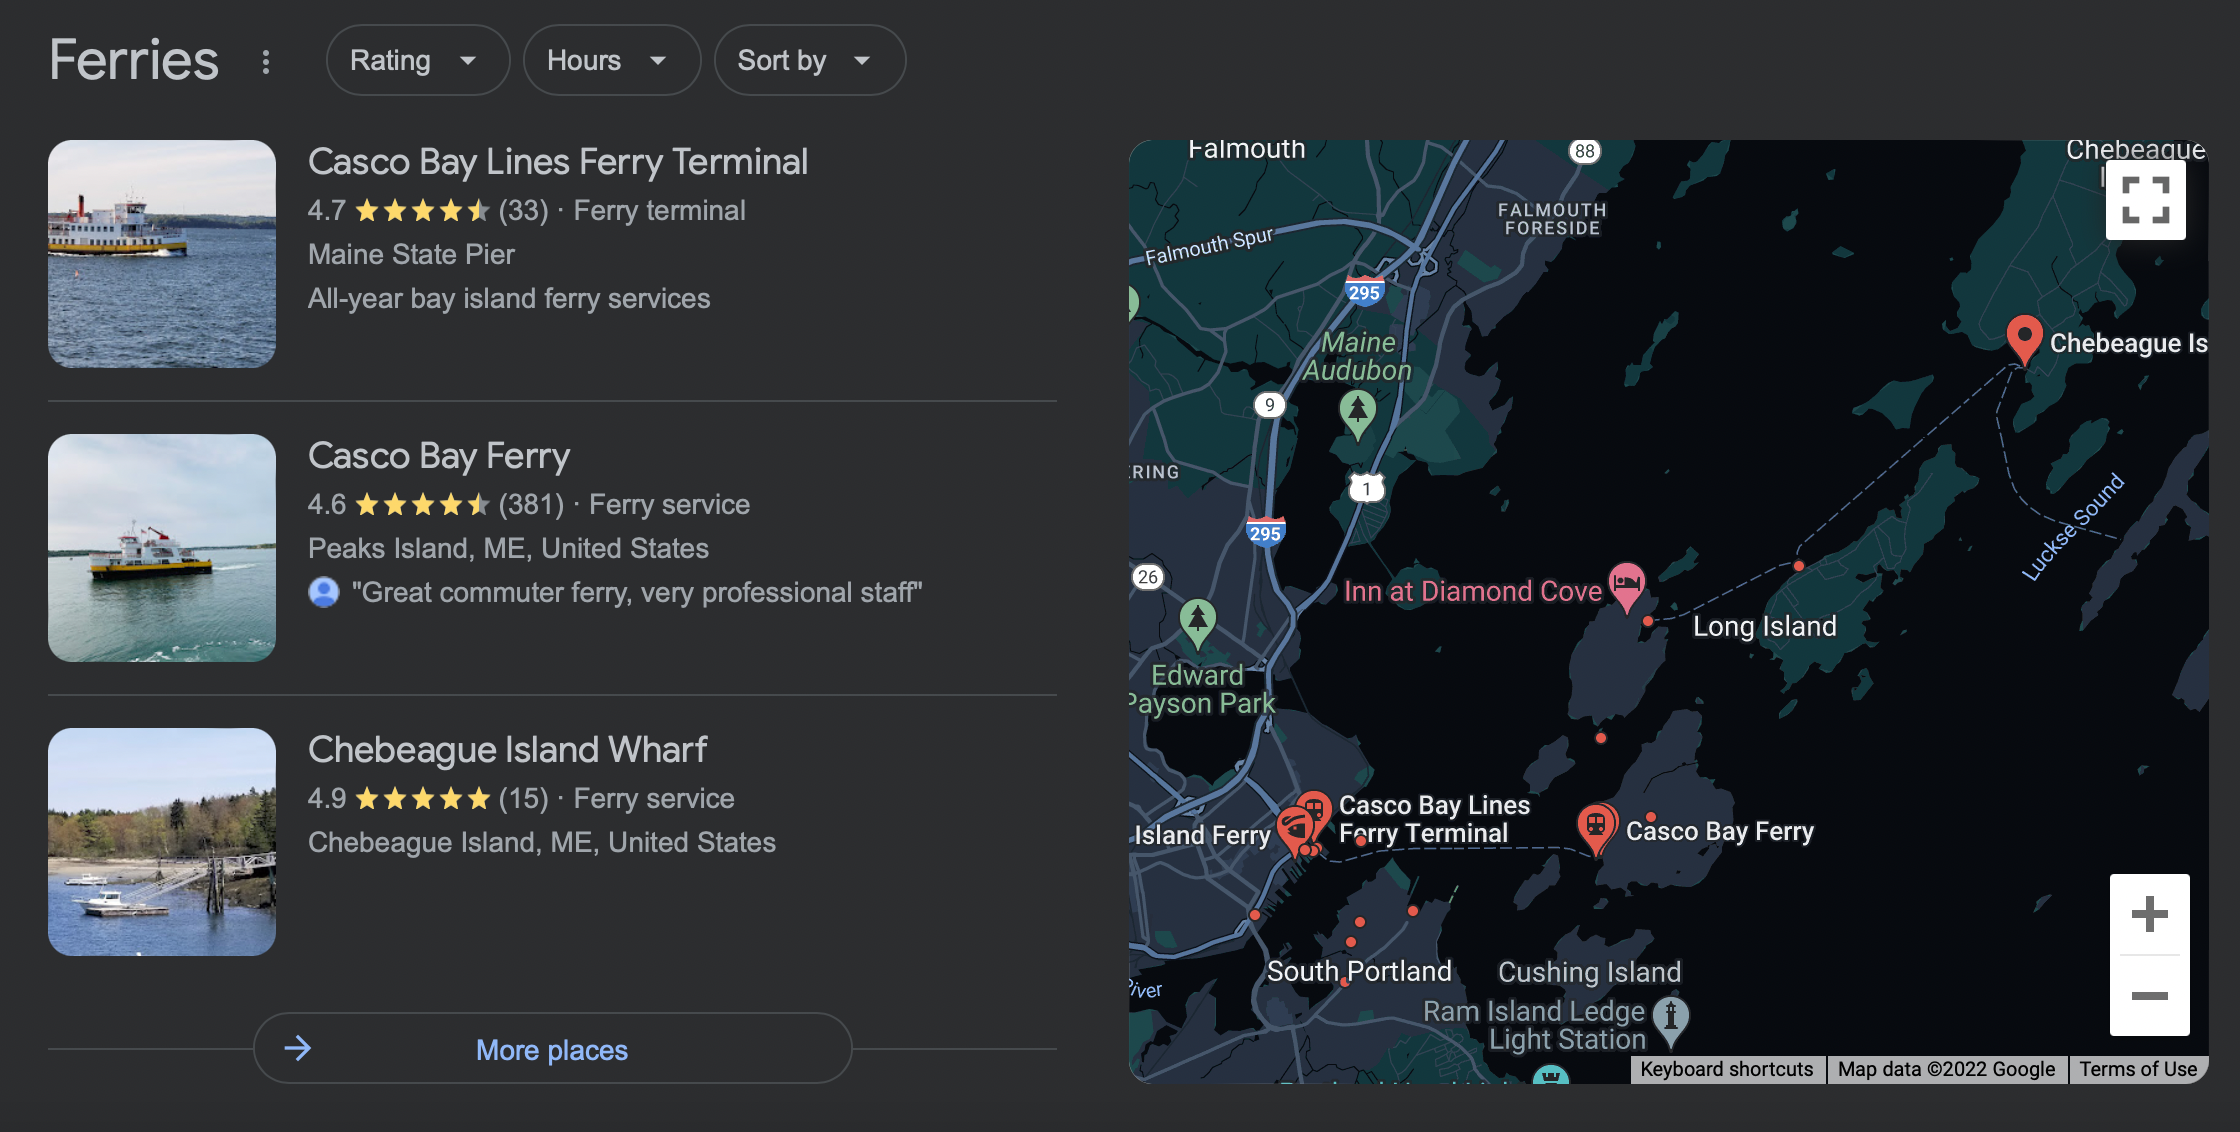 Ferries
Rating
Hours
Sort by
Casco Bay Lines Ferry Terminal
4.7 (33) · Ferry terminal
Maine State Pier
All-year bay island ferry services
Casco Bay Ferry
4.6 (381) · Ferry service
Peaks Island, ME, United States
"Great commuter ferry, very professional staff"
Chebeague Island Wharf
4.9 (15) · Ferry service
Chebeague Island, ME, United States
More places
Falmouth
88
Chebeague
FALMOUTH
FORESIDE
Falmouth Spur
295
Maine
Audubon
Chebeague Is
9
RING
1
295
Luckse Sound
26
Inn at Diamond Cove
Long Island
Edward
Payson Park
Casco Bay Lines
Ferry Terminal
Island Ferry
Casco Bay Ferry
South Portland
Cushing Island
River
Ram Island Ledge
Light Station
Keyboard shortcuts
Map data ©2022 Google
Terms of Use